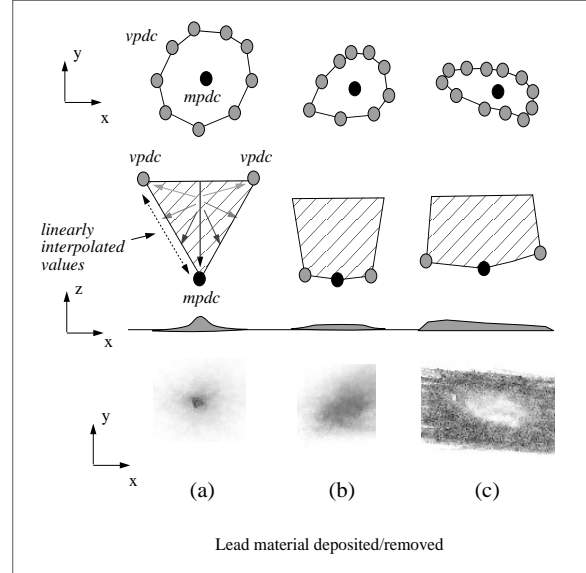 vpdc
y
mpdc
x
vpdc
vpdc
linearly
interpolated
values
mpdc
z
x
y
x
(a)
(b)
(c)
Lead material deposited/removed